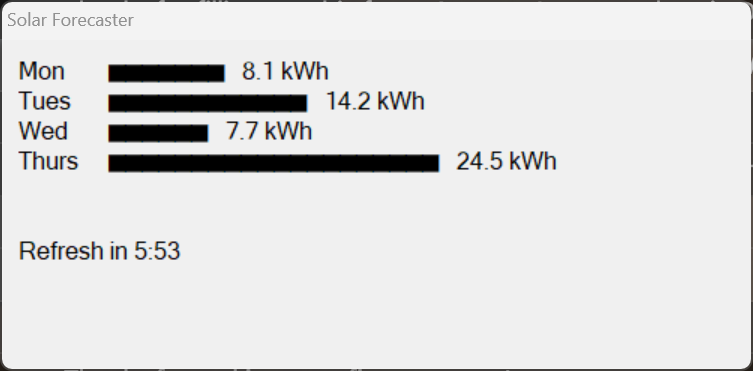 Solar Forecaster
Mon 8.1 kWh
Tues 14.2 kWh
Wed 7.7 kWh
Thurs 24.5 kWh
Refresh in 5:53